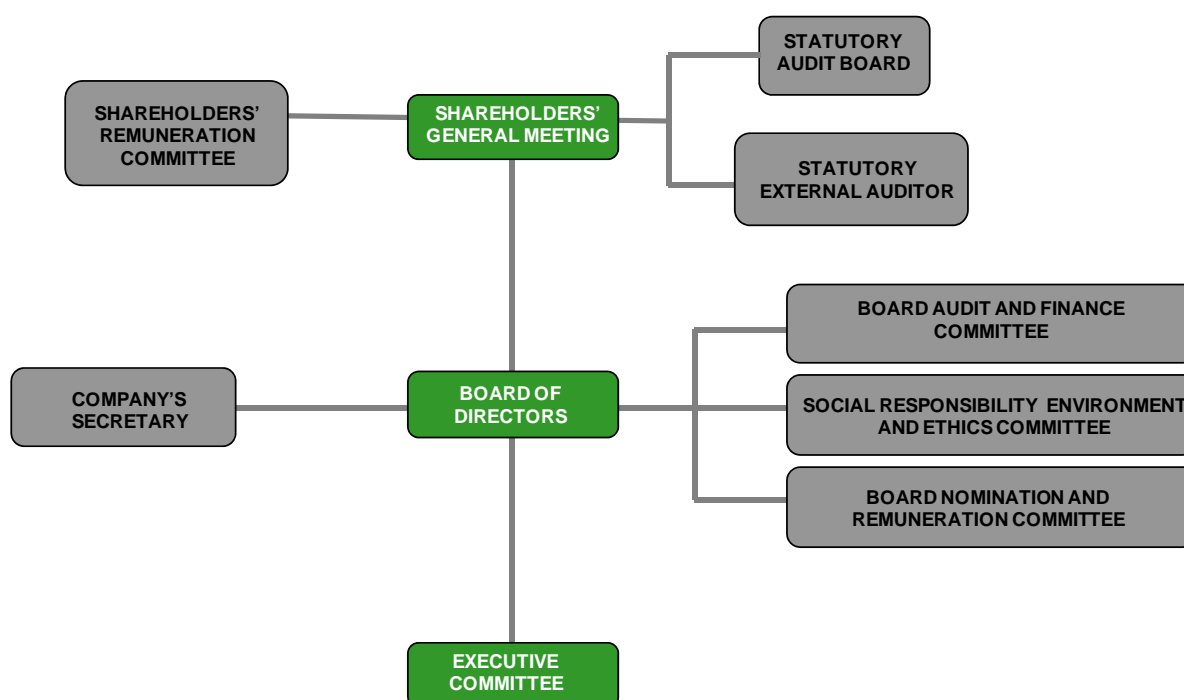 STATUTORY
AUDIT BOARD
SHAREHOLDERS'
REMUNERATION
COMMITTEE
SHAREHOLDERS'
GENERAL MEETING
STATUTORY
EXTERNAL AUDITOR
BOARD AUDIT AND FINANCE
COMMITTEE
COMPANY'S
SECRETARY
BOARD OF
DIRECTORS
SOCIAL RESPONSIBILITY ENVIRONMENT
AND ETHICS COMMITTEE
BOARD NOMINATION AND
REMUNERATION COMMITTEE
EXECUTIVE
COMMITTEE